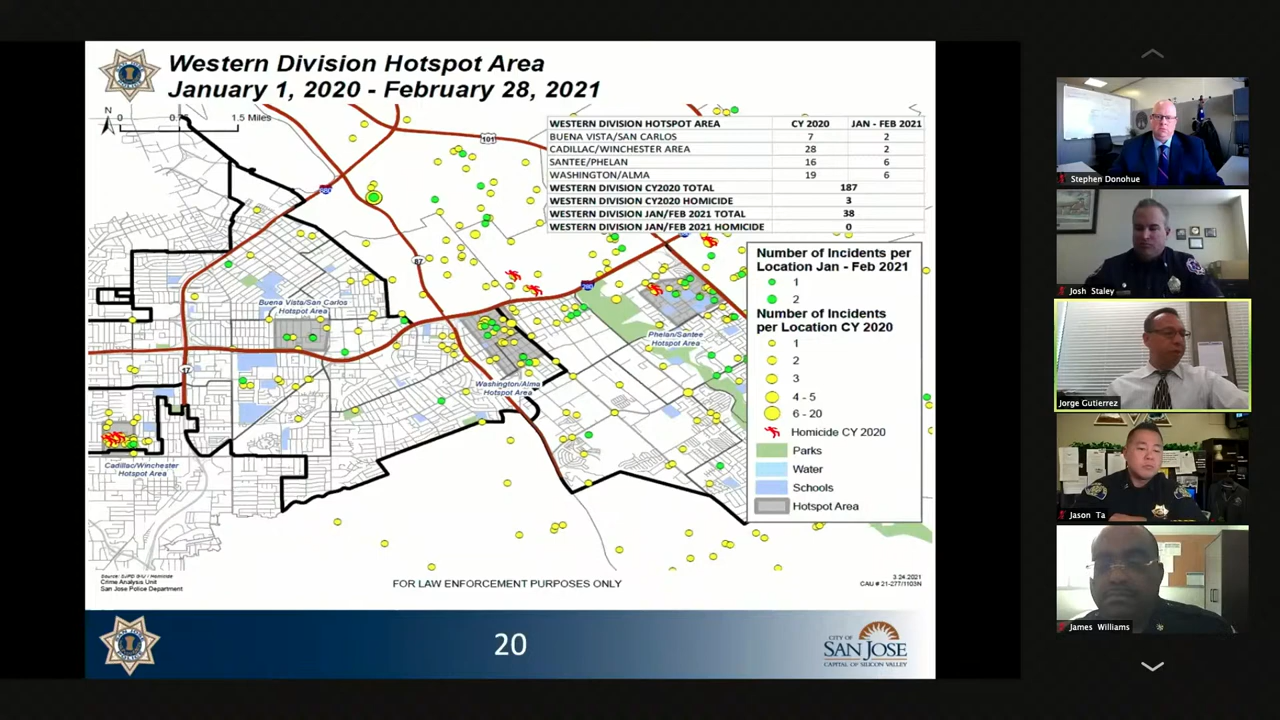 Western Division Hotspot Area
January 1, 2020 - February 28, 2021
N
0 0.75 1.5 Miles
101
WESTERN DIVISION HOTSPOT AREA CY 2020 JAN - FEB 2021
BUENA VISTA/SAN CARLOS 7 2
CADILLAC/WINCHESTER AREA 28 2
SANTEE/PHELAN 16 6
WASHINGTON/ALMA 19 6
WESTERN DIVISION CY2020 TOTAL 187
WESTERN DIVISION CY2020 HOMICIDE 3
WESTERN DIVISION JAN/FEB 2021 TOTAL 38
WESTERN DIVISION JAN/FEB 2021 HOMICIDE 0
880
87
280
17
Buena Vista/San Carlos
Hotspot Area
Phelan/Santee
Hotspot Area
Washington/Alma
Hotspot Area
Cadillac/Winchester
Hotspot Area
Number of Incidents per
Location Jan - Feb 2021
1
2
Number of Incidents
per Location CY 2020
1
2
3
4 - 5
6 - 20
Homicide CY 2020
Parks
Water
Schools
Hotspot Area
Crime Analysis Unit
San Jose Police Department
FOR LAW ENFORCEMENT PURPOSES ONLY
3.24.2021
CAU # 21-277/1103N
20
CITY OF
SAN JOSE
CAPITAL OF SILICON VALLEY
Stephen Donohue
Josh Staley
Jorge Gutierrez
Jason Ta
James Williams